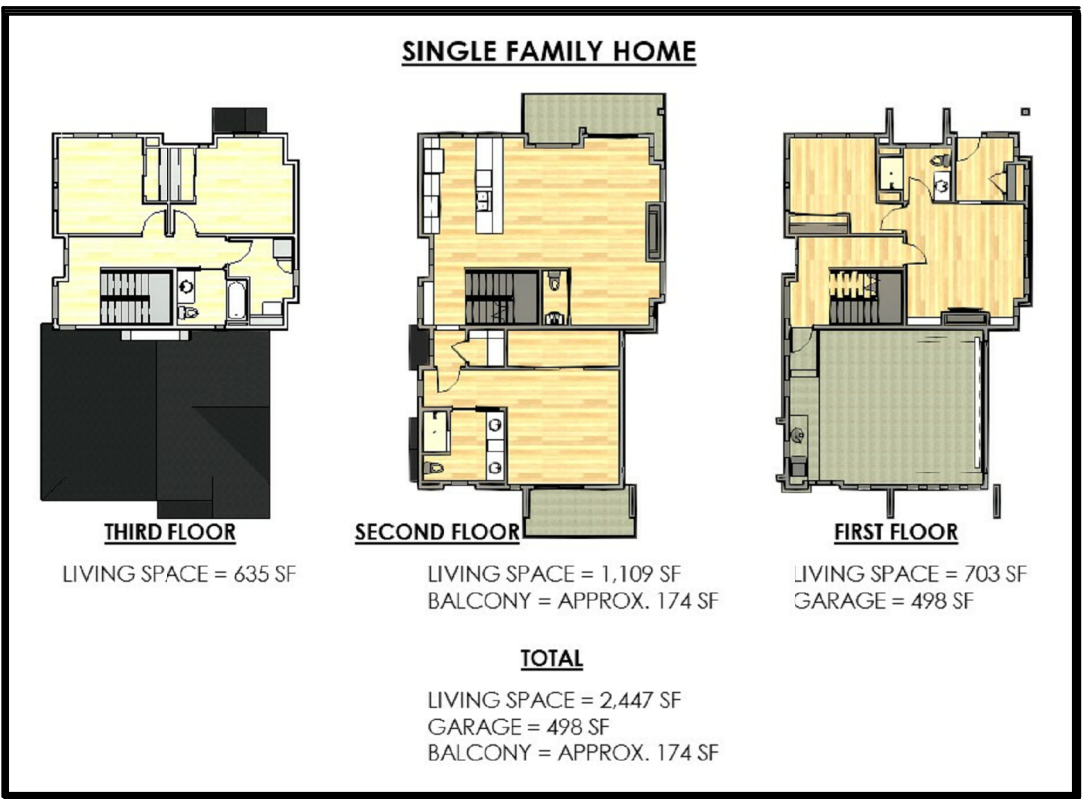 SINGLE FAMILY HOME
THIRD FLOOR
LIVING SPACE = 635 SF
SECOND FLOOR
LIVING SPACE = 1,109 SF
BALCONY = APPROX. 174 SF
FIRST FLOOR
LIVING SPACE = 703 SF
GARAGE = 498 SF
TOTAL
LIVING SPACE = 2,447 SF
GARAGE = 498 SF
BALCONY = APPROX. 174 SF